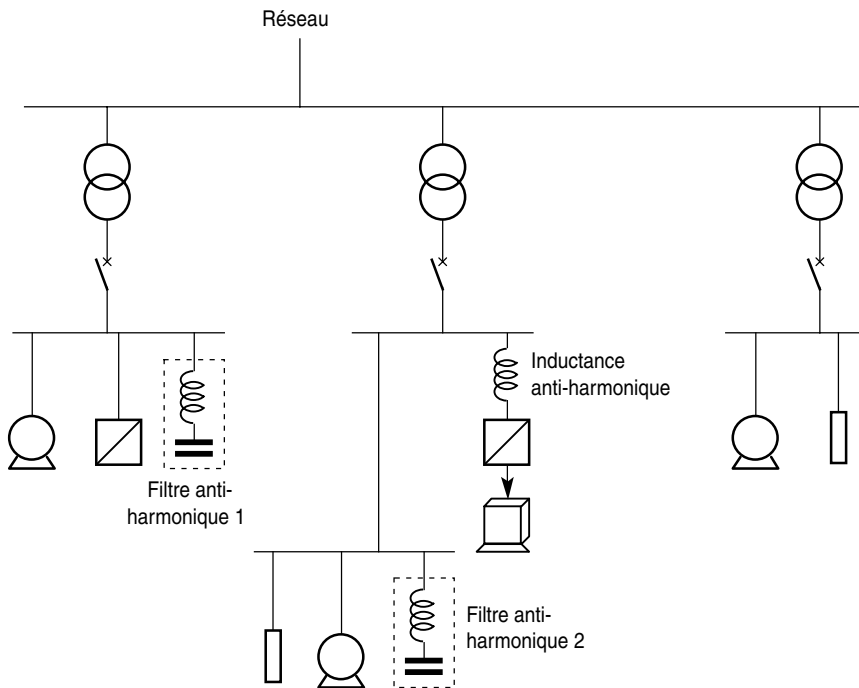 Réseau
Inductance
anti-harmonique
Filtre anti-
harmonique 1
Filtre anti-
harmonique 2